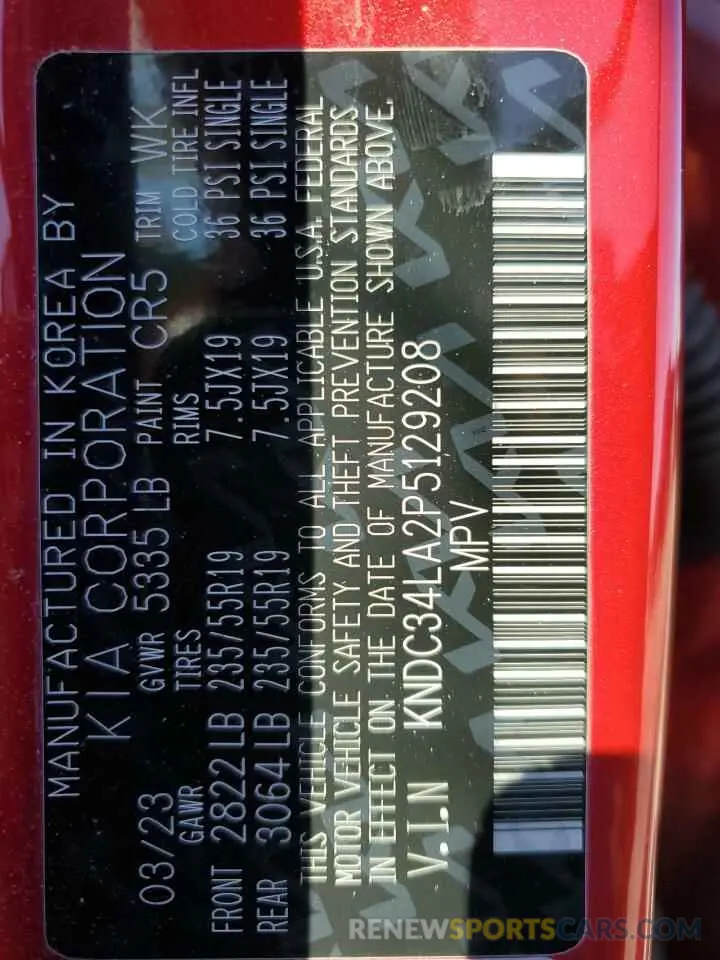 MANUFACTURED IN KOREA BY
KIA CORPORATION
03/23 GVWR 5335 LB PAINT CR5 TRIM WK
GAWR TIRES RIMS COLD TIRE INFL
FRONT 2822 LB 235/55R19 7.5JX19 36 PSI SINGLE
REAR 3064 LB 235/55R19 7.5JX19 36 PSI SINGLE
THIS VEHICLE CONFORMS TO ALL APPLICABLE U.S.A. FEDERAL
MOTOR VEHICLE SAFETY AND THEFT PREVENTION STANDARDS
IN EFFECT ON THE DATE OF MANUFACTURE SHOWN ABOVE.
V.I.N KNDC34LA2P5129208
MPV
RENEWSPORTSCARS.COM